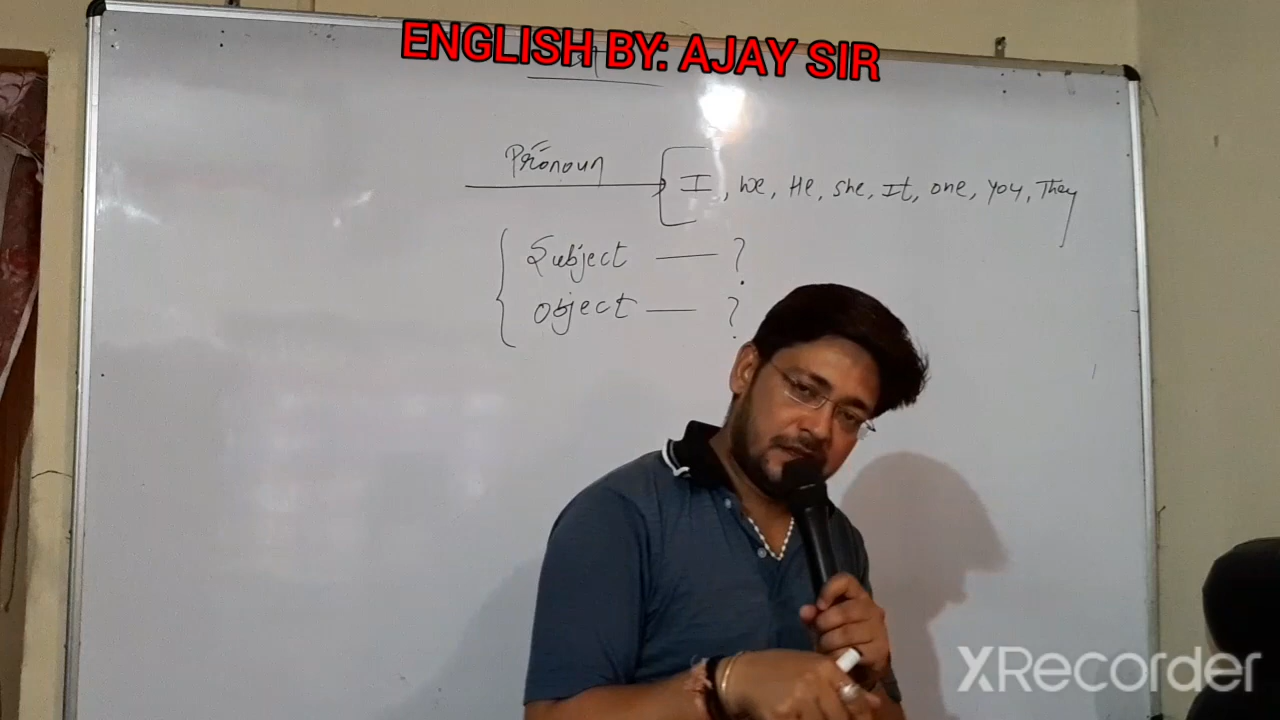 ENGLISH BY: AJAY SIR
Pronoun
I, We, He, She, It, one, You, They
Subject — ?
object — ?
XRecorder